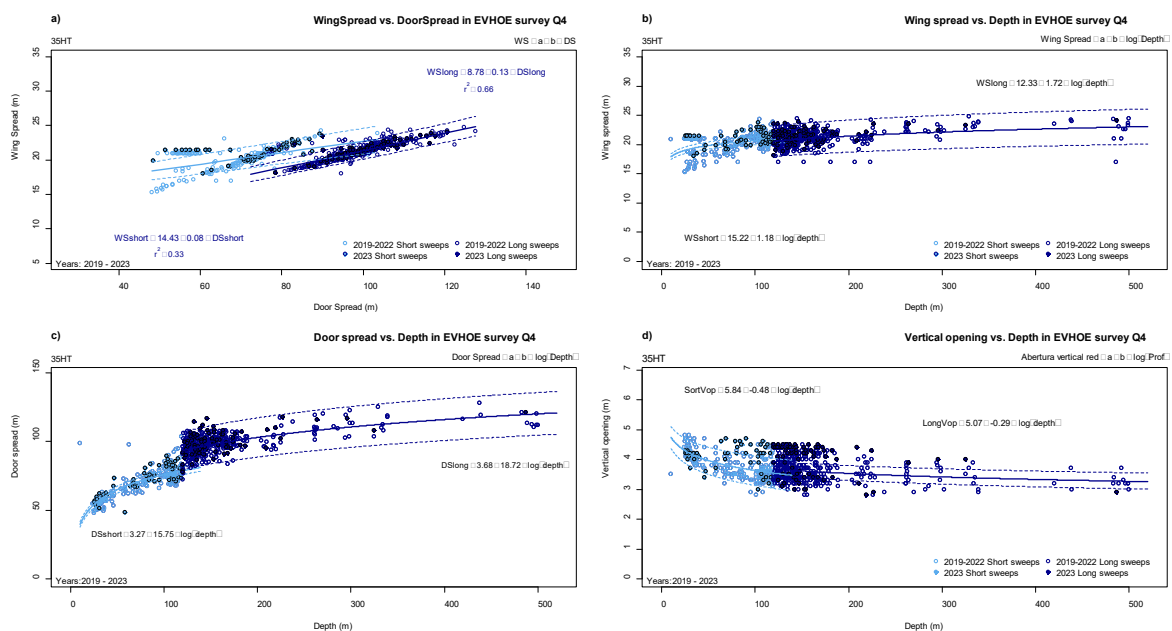 a) WingSpread vs. DoorSpread in EVHOE survey Q4
35HT
WS □ a □ b □ DS
WSlong □ 8.78 □ 0.13 □ DSlong
r2 □ 0.66
WSshort □ 14.43 □ 0.08 □ DSshort
r2 □ 0.33
2019-2022 Short sweeps
2023 Short sweeps
2019-2022 Long sweeps
2023 Long sweeps
Years: 2019 - 2023
Wing Spread (m)
5 10 15 20 25 30 35
40 60 80 100 120 140
Door Spread (m)
b) Wing spread vs. Depth in EVHOE survey Q4
35HT
Wing Spread □ a □ b □ log□Depth□
WSlong □ 12.33 □ 1.72 □ log□depth□
WSshort □ 15.22 □ 1.18 □ log□depth□
2019-2022 Short sweeps
2023 Short sweeps
2019-2022 Long sweeps
2023 Long sweeps
Years: 2019 - 2023
Wing spread (m)
0 5 10 15 20 25 30 35
0 100 200 300 400 500
Depth (m)
c) Door spread vs. Depth in EVHOE survey Q4
35HT
Door Spread □ a □ b □ log□Depth□
DSlong □ 3.68 □ 18.72 □ log□depth□
DSshort □ 3.27 □ 15.75 □ log□depth□
Years:2019 - 2023
Door spread (m)
0 50 100 150
0 100 200 300 400 500
Depth (m)
d) Vertical opening vs. Depth in EVHOE survey Q4
35HT
Abertura vertical red □ a □ b □ log□Prof□
SortVop □ 5.84 □ -0.48 □ log□depth□
LongVop □ 5.07 □ -0.29 □ log□depth□
2019-2022 Short sweeps
2023 Short sweeps
2019-2022 Long sweeps
2023 Long sweeps
Years: 2019 - 2023
Vertical opening (m)
0 1 2 3 4 5 6 7
0 100 200 300 400 500
Depth (m)